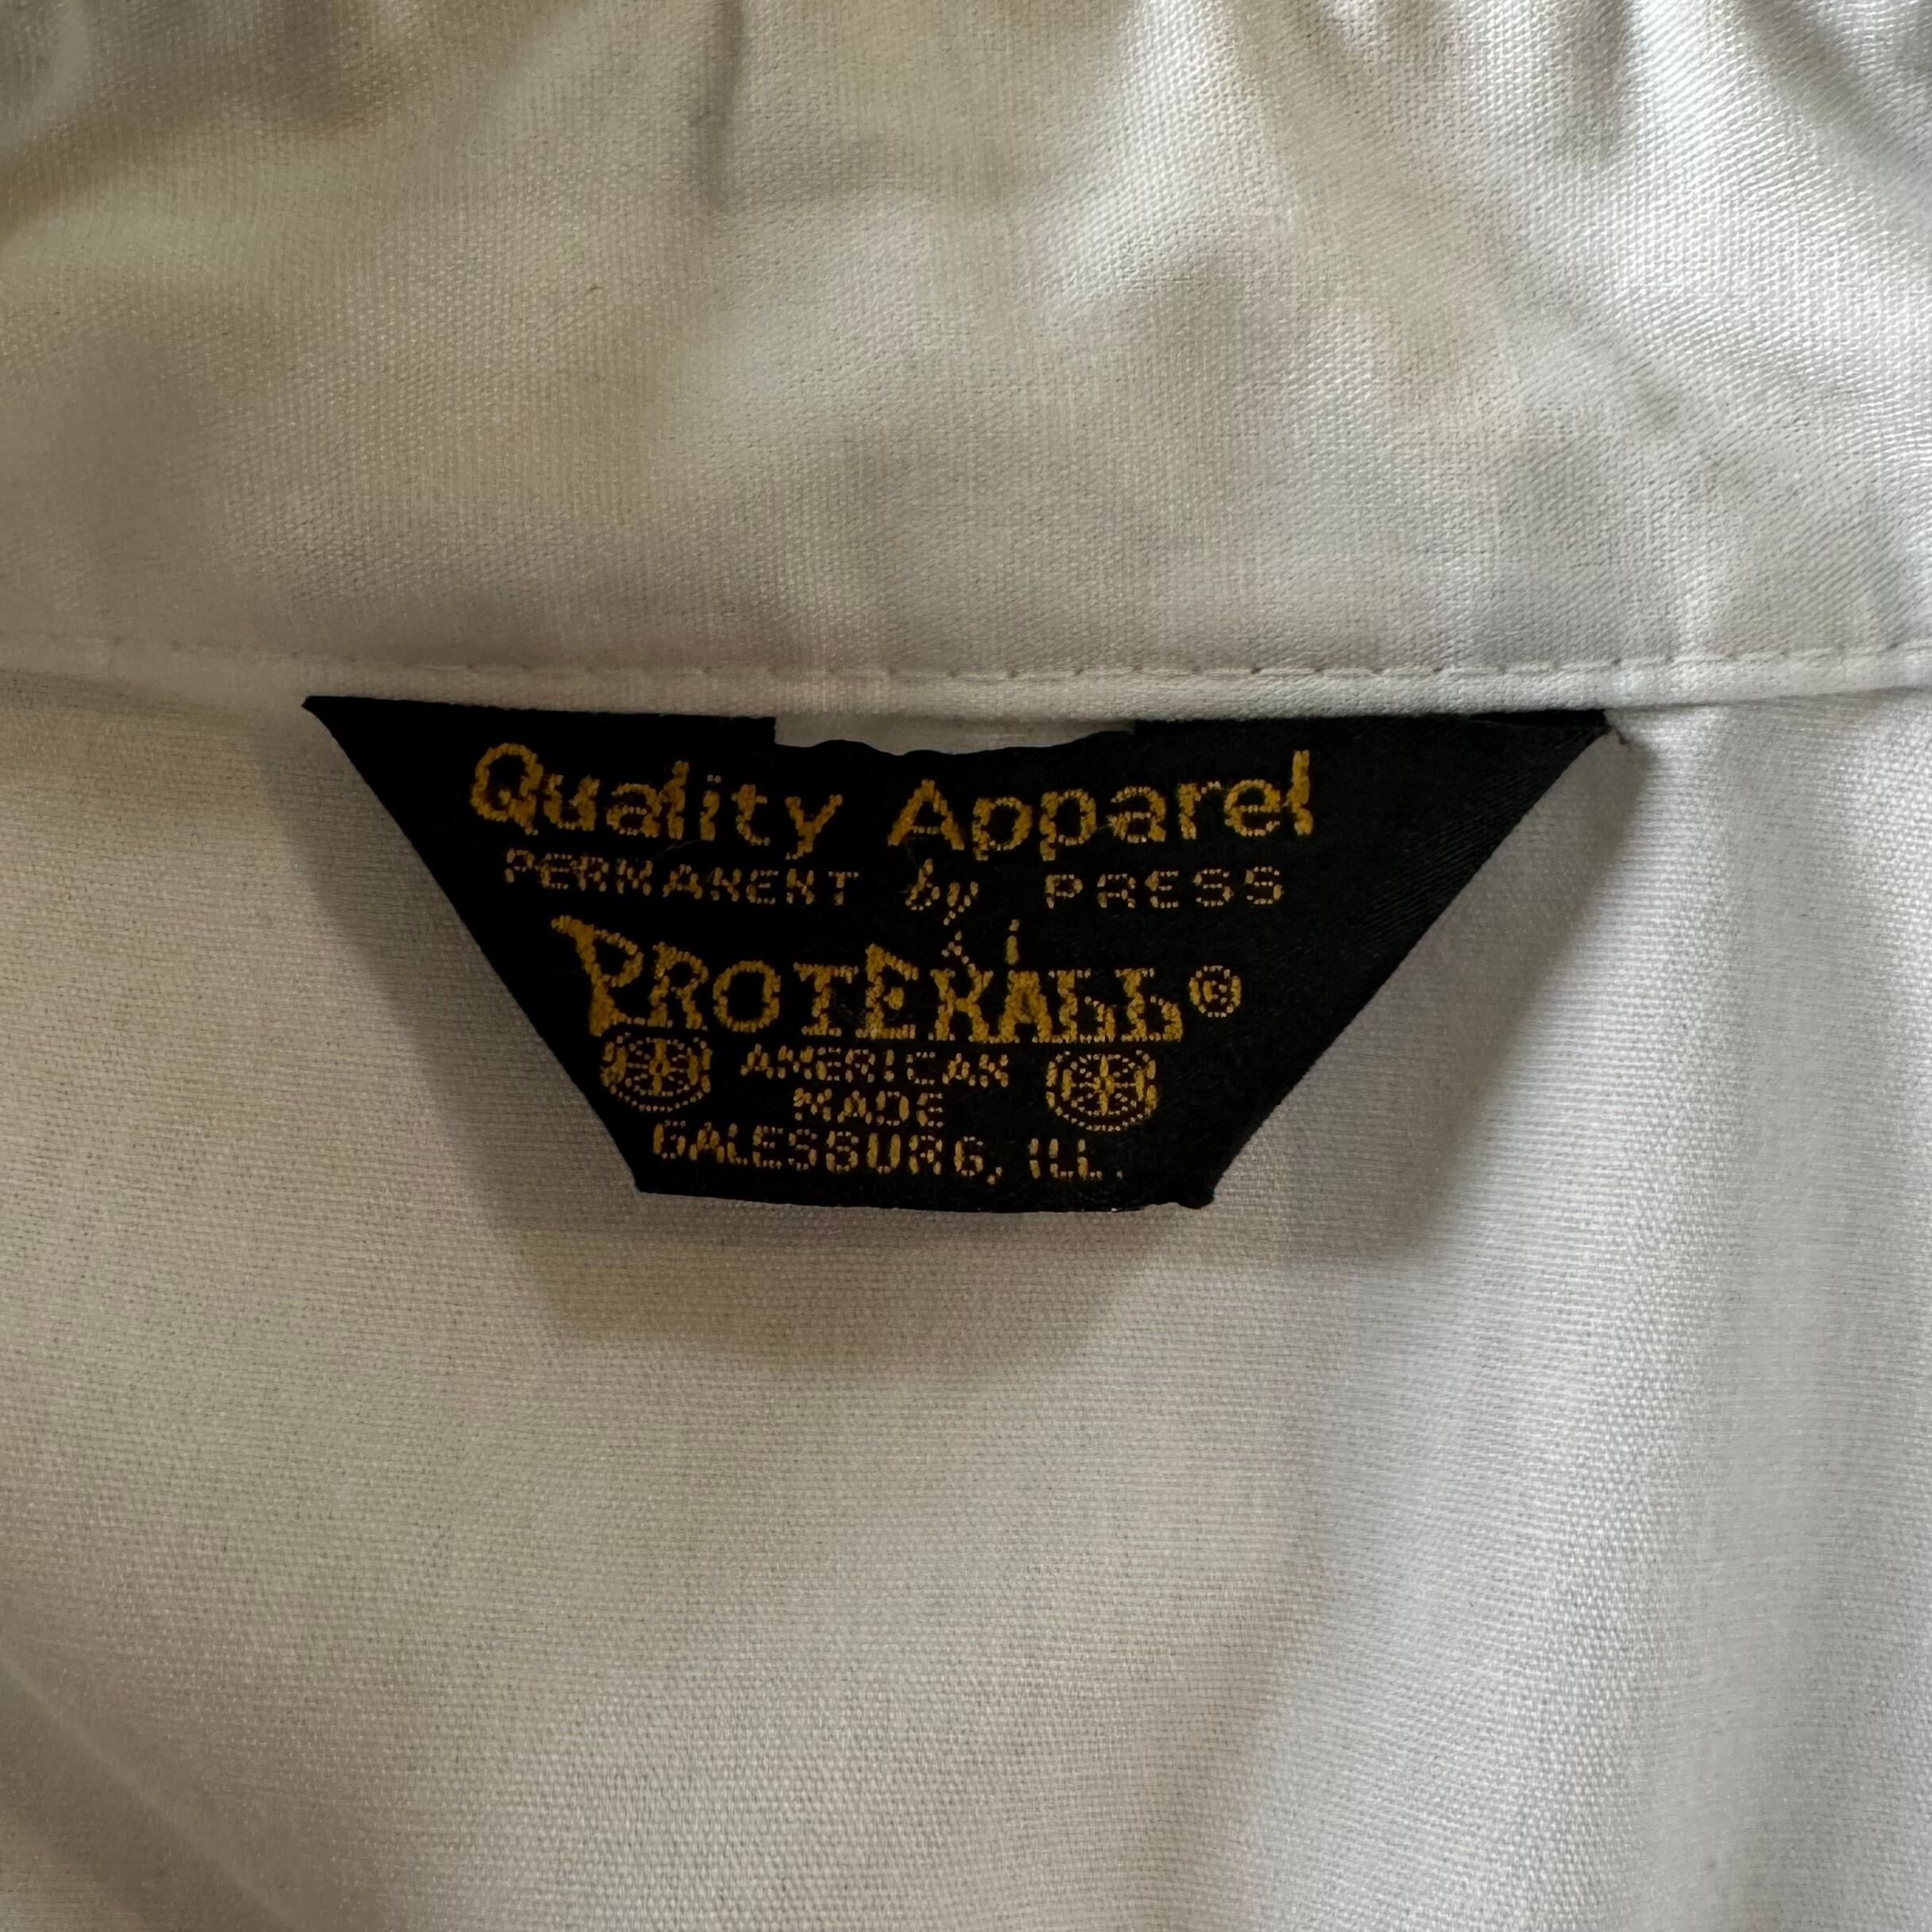 Quality Apparel
PERMANENT by PRESS
PROTEXALL®
AMERICAN
MADE
GALESBURG, ILL.